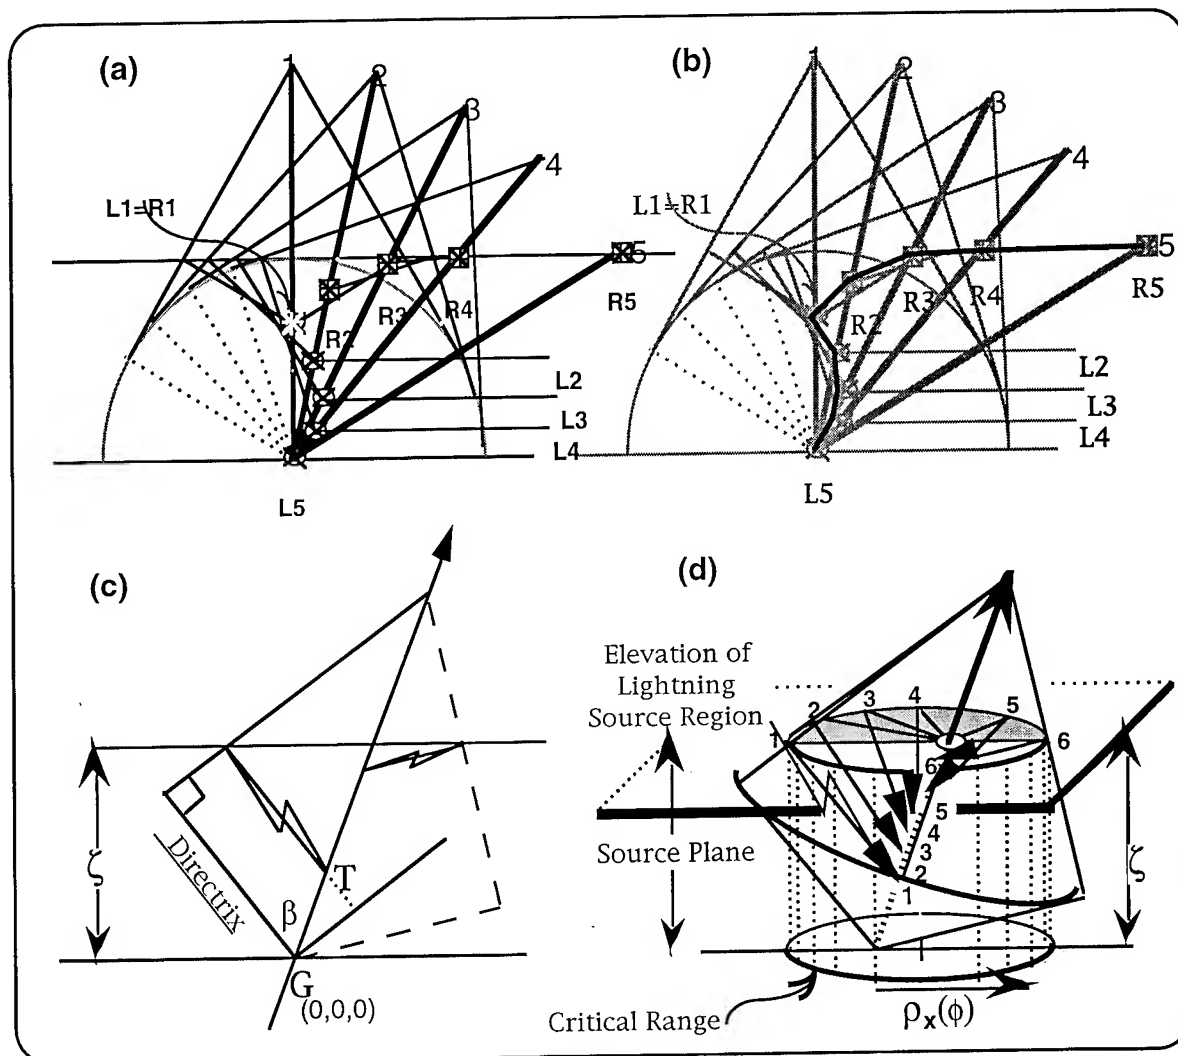 (a)
1
2
3
4
5
L1=R1
R2
R3
R4
R5
L2
L3
L4
L5
(b)
1
2
3
4
5
L1=R1
R2
R3
R4
R5
L2
L3
L4
L5
(c)
ζ
Directrix
β
T
G
(0,0,0)
(d)
Elevation of
Lightning
Source Region
1
2
3
4
5
6
6
5
4
3
2
1
Source Plane
ζ
Critical Range
ρx(φ)